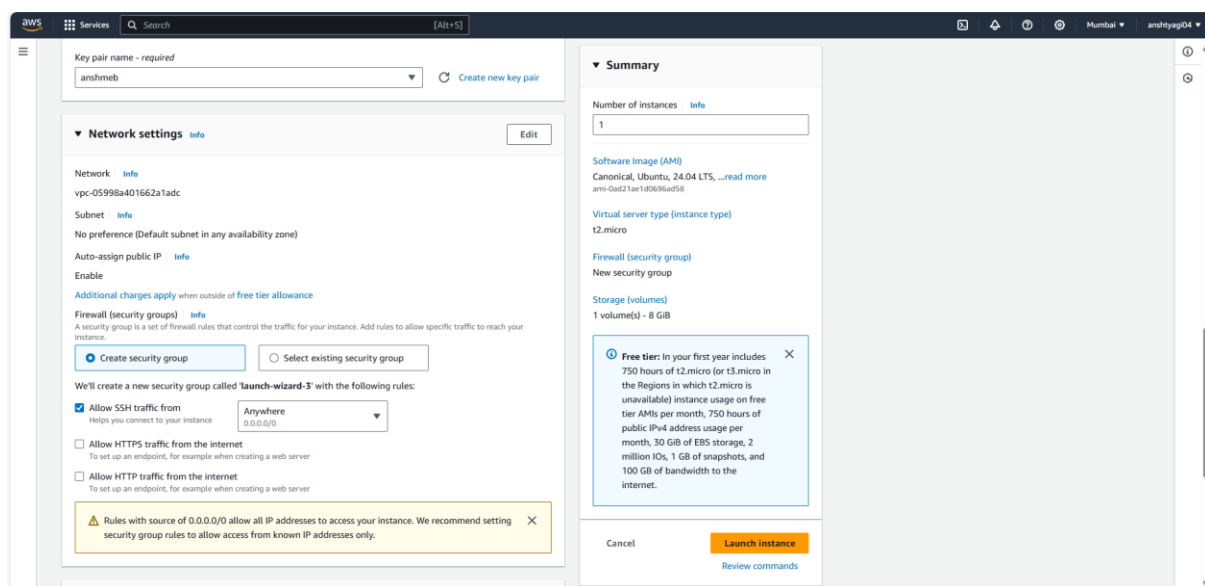 aws
Services
Search
[Alt+S]
Mumbai
anshtyagi04
Key pair name - required
anshmeb
Create new key pair
Network settings Info
Edit
Network Info
vpc-05998a401662a1adc
Subnet Info
No preference (Default subnet in any availability zone)
Auto-assign public IP Info
Enable
Additional charges apply when outside of free tier allowance
Firewall (security groups) Info
A security group is a set of firewall rules that control the traffic for your instance. Add rules to allow specific traffic to reach your
instance.
Create security group
Select existing security group
We'll create a new security group called 'launch-wizard-3' with the following rules:
Allow SSH traffic from
Helps you connect to your instance
Anywhere
0.0.0.0/0
Allow HTTPS traffic from the internet
To set up an endpoint, for example when creating a web server
Allow HTTP traffic from the internet
To set up an endpoint, for example when creating a web server
Rules with source of 0.0.0.0/0 allow all IP addresses to access your instance. We recommend setting
security group rules to allow access from known IP addresses only.
Summary
Number of instances Info
1
Software Image (AMI)
Canonical, Ubuntu, 24.04 LTS, ...read more
ami-0ad21ae1d0696ad58
Virtual server type (instance type)
t2.micro
Firewall (security group)
New security group
Storage (volumes)
1 volume(s) - 8 GiB
Free tier: In your first year includes
750 hours of t2.micro (or t3.micro in
the Regions in which t2.micro is
unavailable) instance usage on free
tier AMIs per month, 750 hours of
public IPv4 address usage per
month, 30 GiB of EBS storage, 2
million IOs, 1 GB of snapshots, and
100 GB of bandwidth to the
internet.
Cancel
Launch instance
Review commands